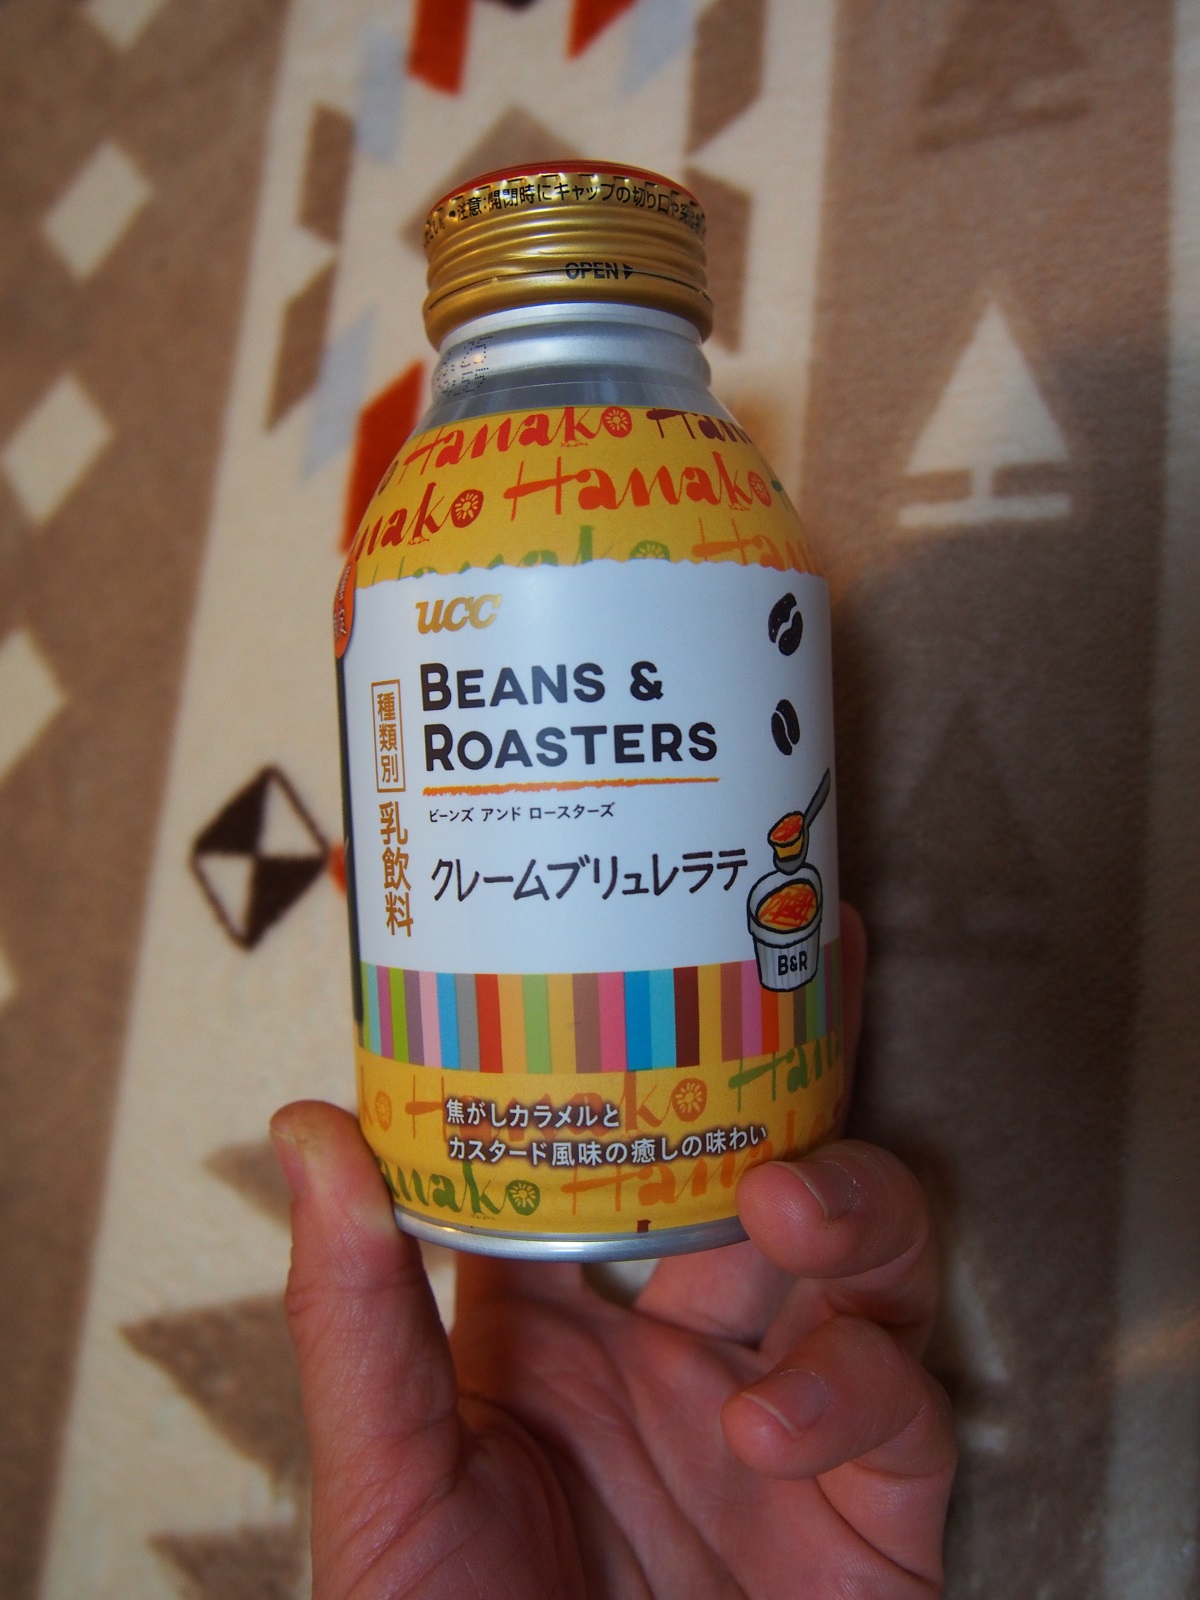 注意:開閉時にキャップの切り口や
OPEN
Hanako
Hanako
ucc
BEANS &
ROASTERS
ビーンズ アンド ロースターズ
種類別 乳飲料
クレームブリュレラテ
B&R
Hanako
焦がしカラメルと
カスタード風味の癒しの味わい